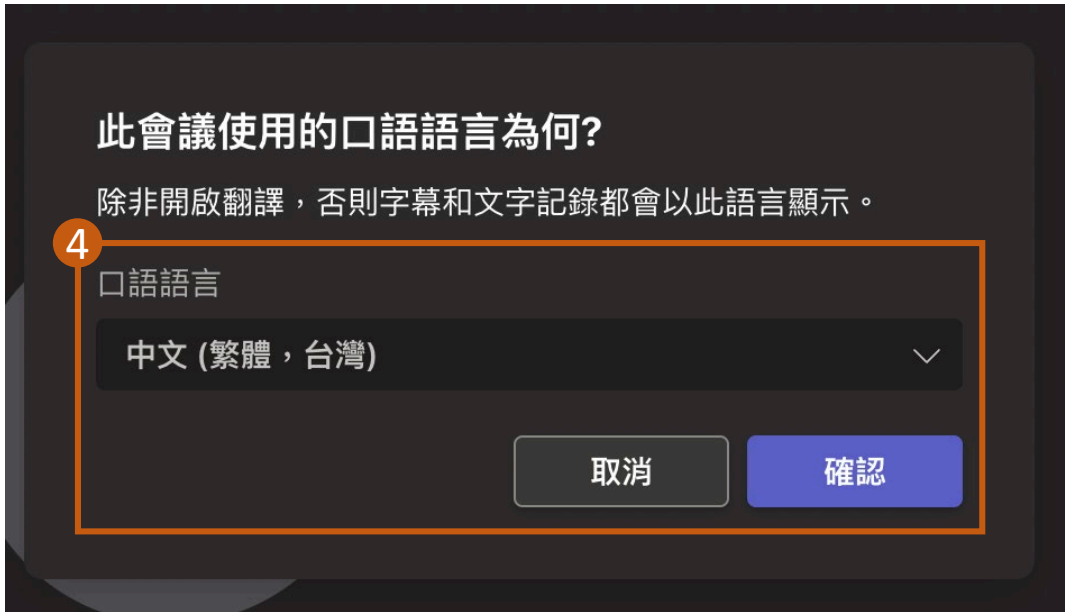 此會議使用的口語語言為何?
除非開啟翻譯，否則字幕和文字記錄都會以此語言顯示。
4
口語語言
中文 (繁體，台灣)
取消
確認